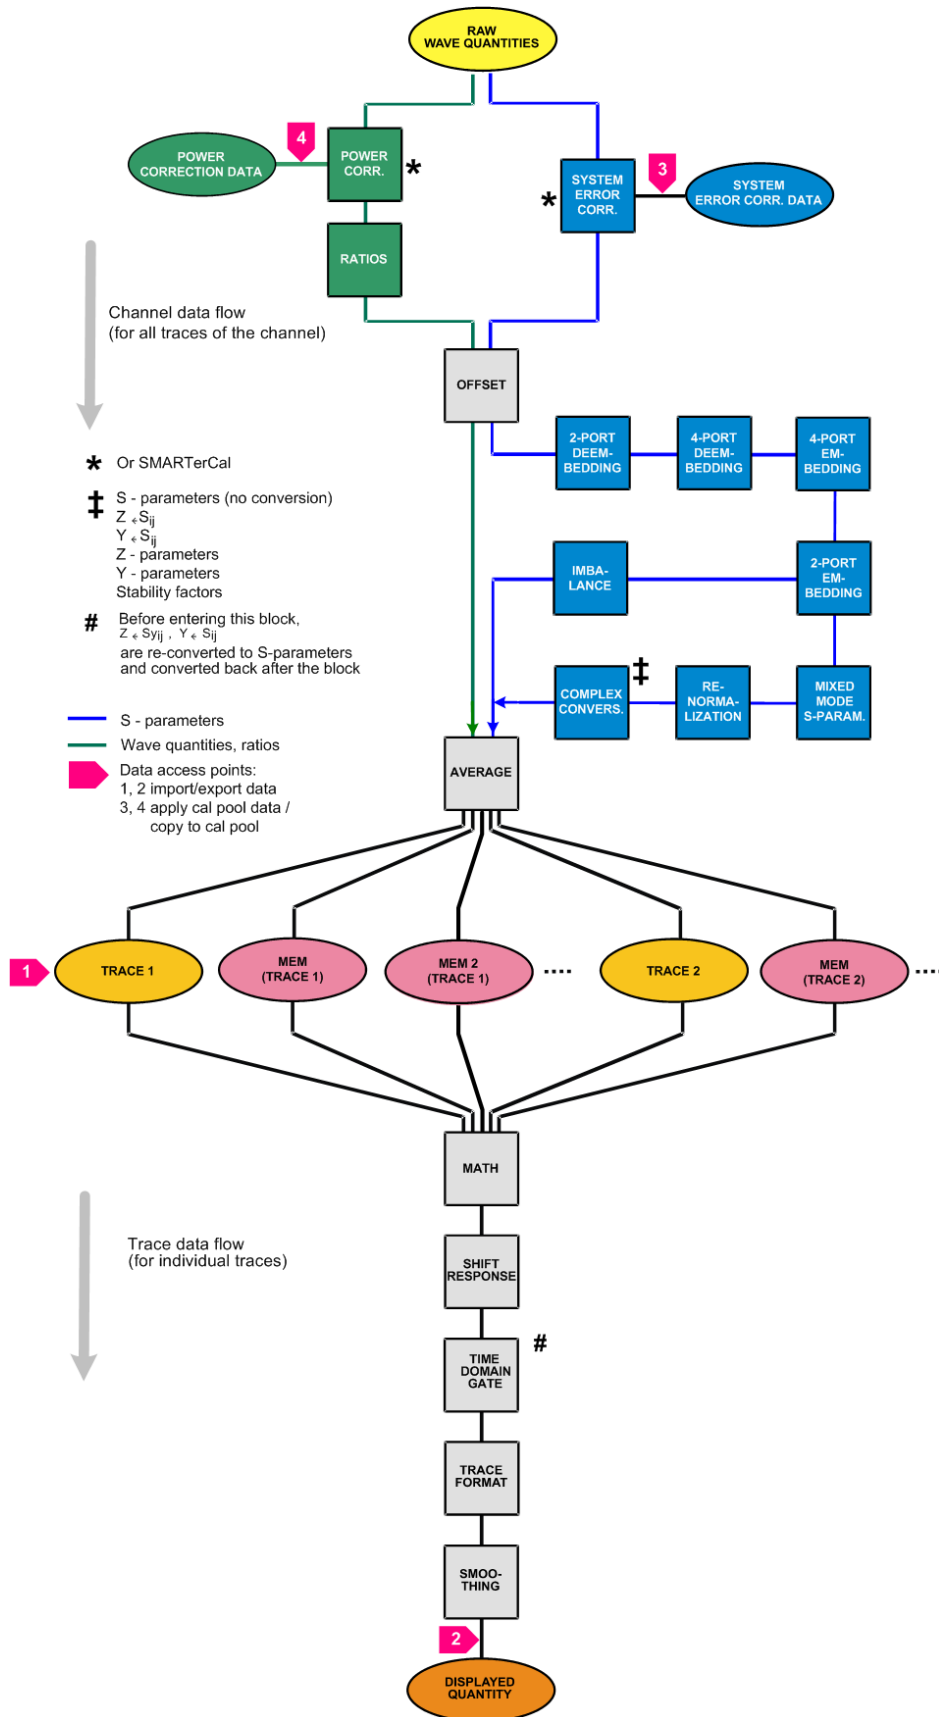 RAW
WAVE QUANTITIES
4
POWER
CORRECTION DATA
POWER
CORR.
*
3
SYSTEM
ERROR
CORR.
*
SYSTEM
ERROR CORR. DATA
RATIOS
Channel data flow
(for all traces of the channel)
OFFSET
2-PORT
DEEM-
BEDDING
4-PORT
DEEM-
BEDDING
4-PORT
EM-
BEDDING
* Or SMARTerCal
‡ S - parameters (no conversion)
Z ← Sij
Y ← Sij
Z - parameters
Y - parameters
Stability factors
IMBA-
LANCE
2-PORT
EM-
BEDDING
# Before entering this block,
Z ← Syij , Y ← Sij
are re-converted to S-parameters
and converted back after the block
‡
COMPLEX
CONVERS.
RE-
NORMA-
LIZATION
MIXED
MODE
S-PARAM.
S - parameters
Wave quantities, ratios
Data access points:
1, 2 import/export data
3, 4 apply cal pool data /
copy to cal pool
AVERAGE
1
TRACE 1
MEM
(TRACE 1)
MEM 2
(TRACE 1)
....
TRACE 2
MEM
(TRACE 2)
....
MATH
Trace data flow
(for individual traces)
SHIFT
RESPONSE
#
TIME
DOMAIN
GATE
TRACE
FORMAT
SMOO-
THING
2
DISPLAYED
QUANTITY